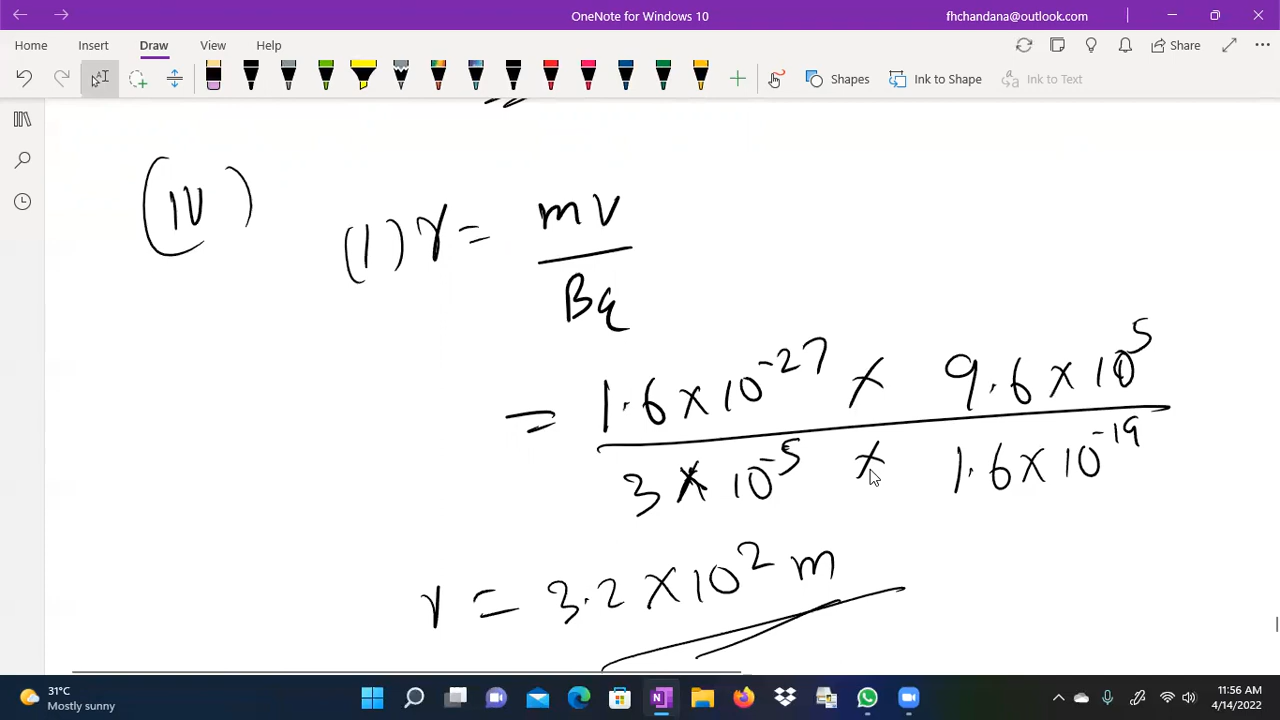 OneNote for Windows 10
fhchandana@outlook.com
Home Insert Draw View Help
Share
Shapes
Ink to Shape
Ink to Text
(IV)
(1) r = mv / Bq
= 1.6 x 10^-27 x 9.6 x 10^5 / 3 x 10^-5 x 1.6 x 10^-19
r = 3.2 x 10^2 m
31°C
Mostly sunny
11:56 AM
4/14/2022